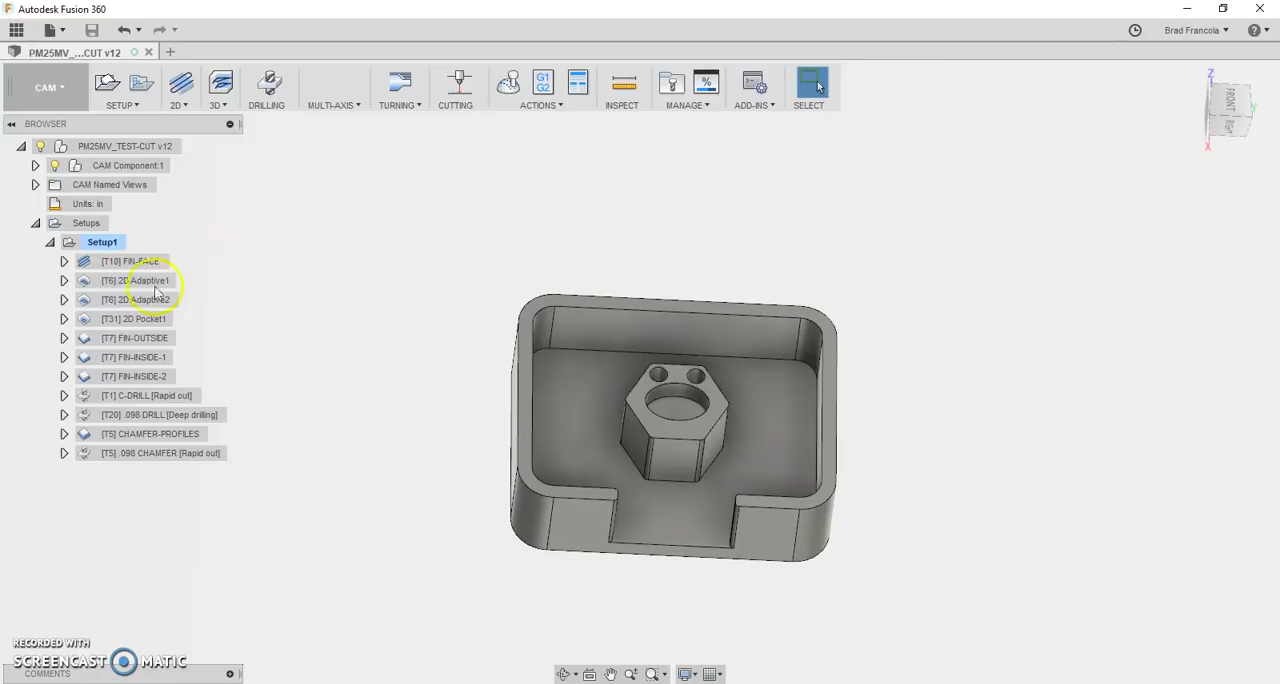 Autodesk Fusion 360
Brad Francola
PM25MV_...CUT v12
CAM
SETUP
2D
3D
DRILLING
MULTI-AXIS
TURNING
CUTTING
G1
G2
ACTIONS
INSPECT
%
MANAGE
ADD-INS
SELECT
BROWSER
PM25MV_TEST-CUT v12
CAM Component:1
CAM Named Views
Units: in
Setups
Setup1
[T10] FIN-FACE
[T6] 2D Adaptive1
[T6] 2D Adaptive2
[T31] 2D Pocket1
[T7] FIN-OUTSIDE
[T7] FIN-INSIDE-1
[T7] FIN-INSIDE-2
[T1] C-DRILL [Rapid out]
[T20] .098 DRILL [Deep drilling]
[T5] CHAMFER-PROFILES
[T5] .098 CHAMFER [Rapid out]
Z
FRONT
RIGHT
Y
X
RECORDED WITH
SCREENCAST MATIC
COMMENTS